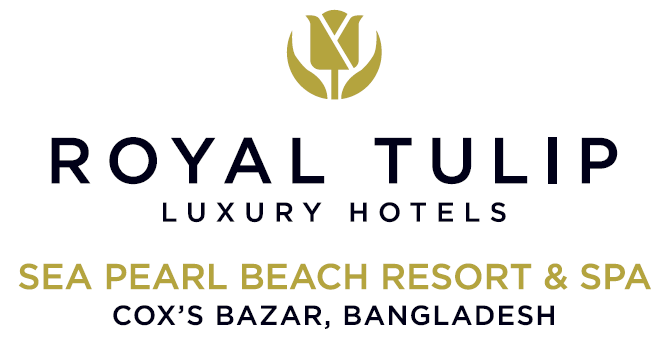 ROYAL TULIP
LUXURY HOTELS
SEA PEARL BEACH RESORT & SPA
COX’S BAZAR, BANGLADESH